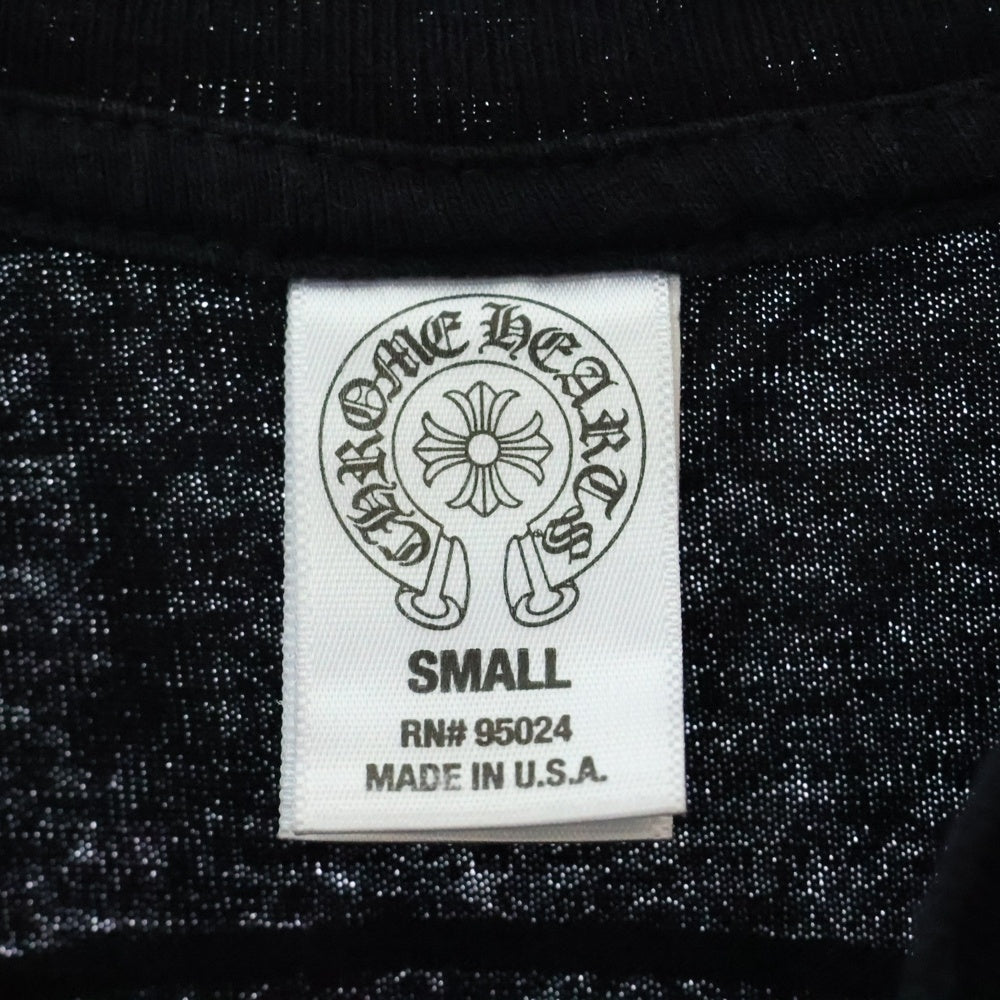 CHROME HEARTS
SMALL
RN# 95024
MADE IN U.S.A.